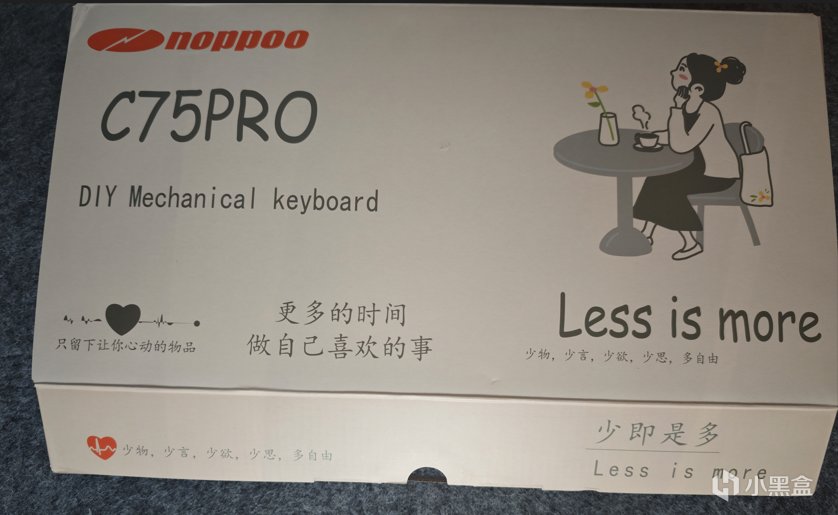 noppoo
C75PRO
DIY Mechanical keyboard
只留下让你心动的物品
更多的时间
做自己喜欢的事
Less is more
少物，少言，少欲，少思，多自由
少物，少言，少欲，少思，多自由
少即是多
Less is more
小黑盒